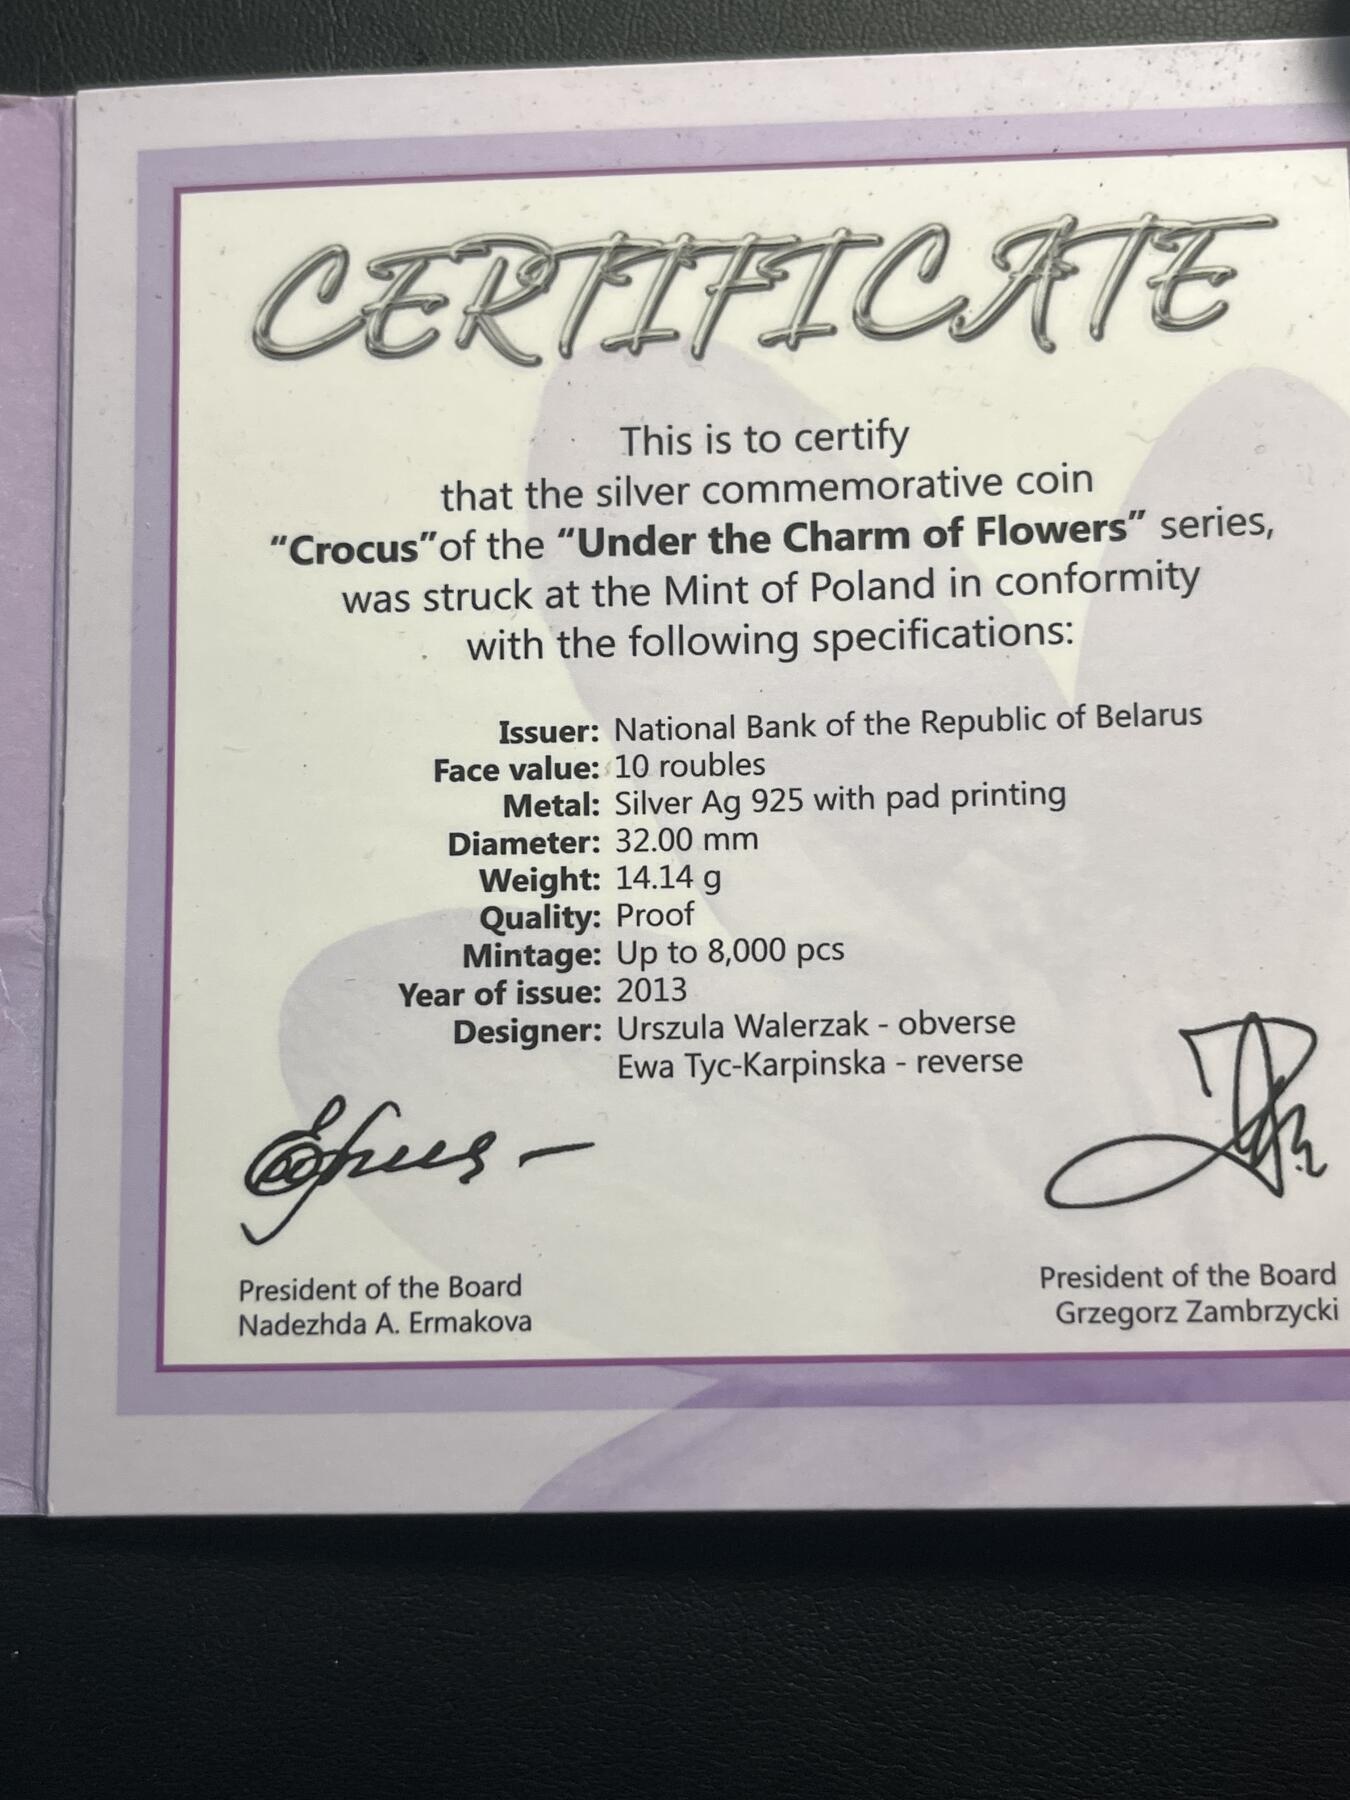 CERTIFICATE
This is to certify
that the silver commemorative coin
“Crocus”of the “Under the Charm of Flowers” series,
was struck at the Mint of Poland in conformity
with the following specifications:
Issuer: National Bank of the Republic of Belarus
Face value: 10 roubles
Metal: Silver Ag 925 with pad printing
Diameter: 32.00 mm
Weight: 14.14 g
Quality: Proof
Mintage: Up to 8,000 pcs
Year of issue: 2013
Designer: Urszula Walerzak - obverse
Ewa Tyc-Karpinska - reverse
President of the Board
Nadezhda A. Ermakova
President of the Board
Grzegorz Zambrzycki